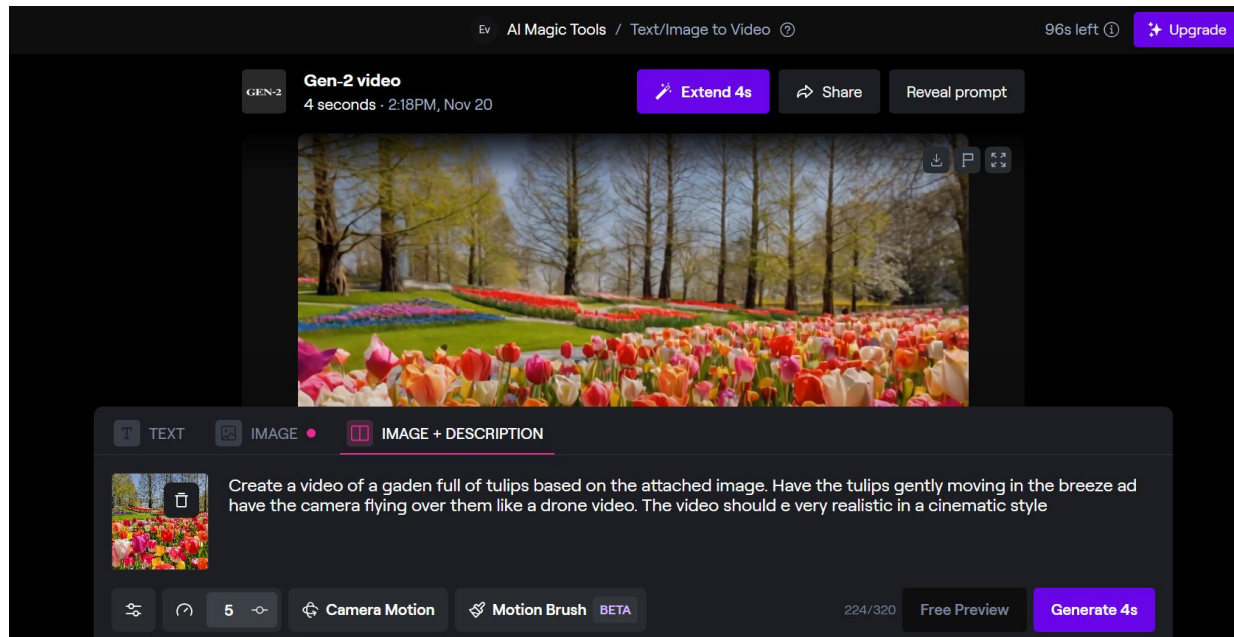 Ev AI Magic Tools / Text/Image to Video 96s left Upgrade
GEN-2
Gen-2 video
4 seconds · 2:18PM, Nov 20
Extend 4s
Share
Reveal prompt
T TEXT
IMAGE
IMAGE + DESCRIPTION
Create a video of a gaden full of tulips based on the attached image. Have the tulips gently moving in the breeze ad
have the camera flying over them like a drone video. The video should e very realistic in a cinematic style
5
Camera Motion
Motion Brush BETA
224/320
Free Preview
Generate 4s